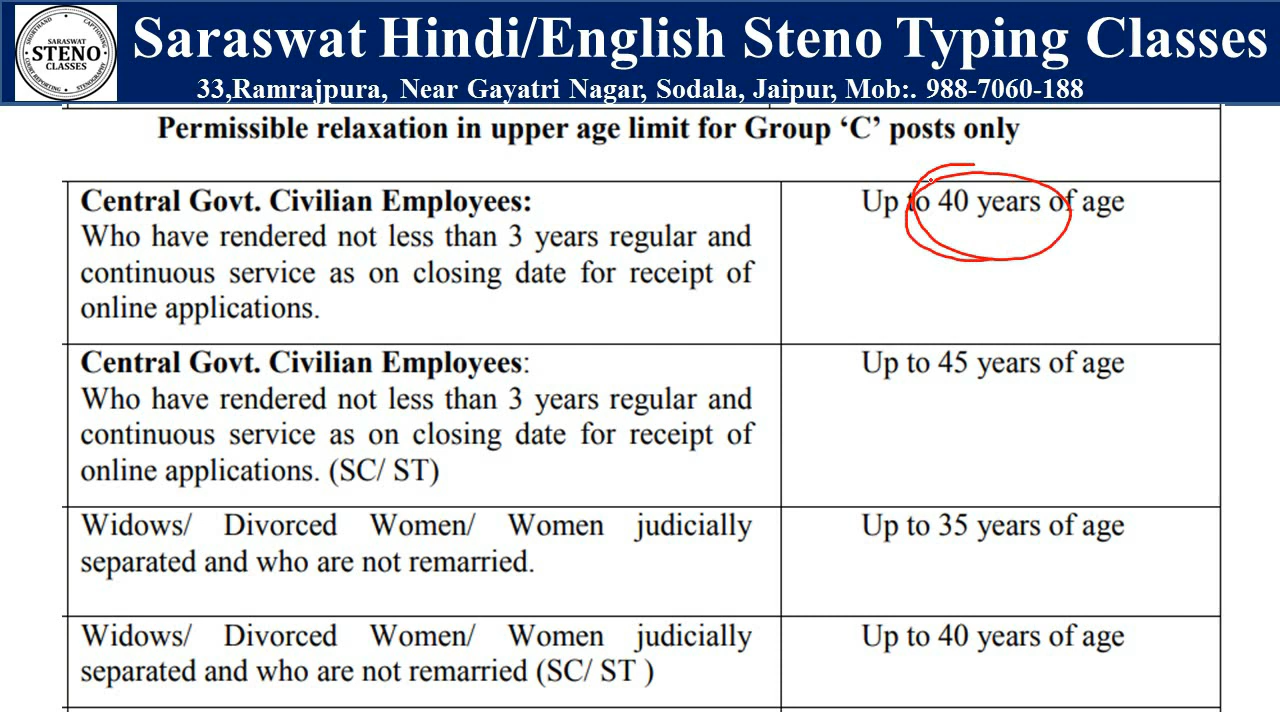 Saraswat Hindi/English Steno Typing Classes
33,Ramrajpura, Near Gayatri Nagar, Sodala, Jaipur, Mob:. 988-7060-188
SARASWAT
STENO
CLASSES
SHORTHAND
CAPTIONING
COURT REPORTING
STENOGRAPHY
Permissible relaxation in upper age limit for Group ‘C’ posts only
Central Govt. Civilian Employees:
Who have rendered not less than 3 years regular and
continuous service as on closing date for receipt of
online applications.
Up to 40 years of age
Central Govt. Civilian Employees:
Who have rendered not less than 3 years regular and
continuous service as on closing date for receipt of
online applications. (SC/ ST)
Up to 45 years of age
Widows/ Divorced Women/ Women judicially
separated and who are not remarried.
Up to 35 years of age
Widows/ Divorced Women/ Women judicially
separated and who are not remarried (SC/ ST )
Up to 40 years of age